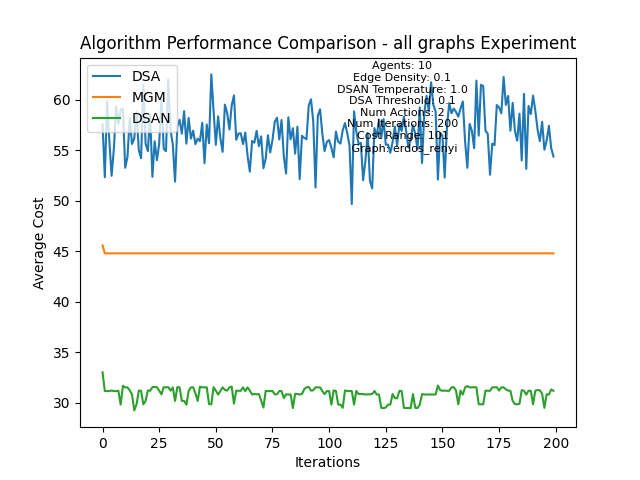 Algorithm Performance Comparison - all graphs Experiment
DSA
MGM
DSAN
Agents: 10
Edge Density: 0.1
DSAN Temperature: 1.0
DSA Threshold: 0.1
Num Actions: 2
Num Iterations: 200
Cost Range: 101
Graph: erdos_renyi
Average Cost
60
55
50
45
40
35
30
0
25
50
75
100
125
150
175
200
Iterations